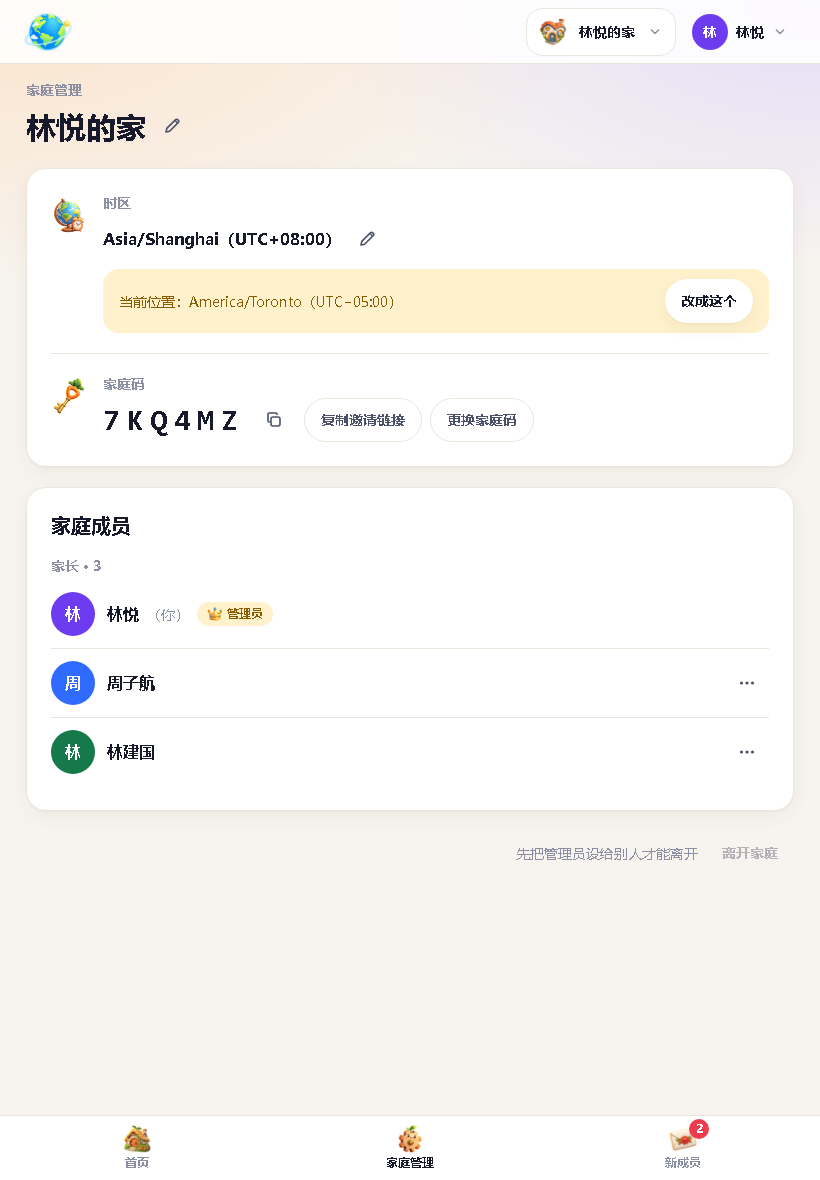 林悦的家
林 林悦
家庭管理
林悦的家
时区
Asia/Shanghai（UTC+08:00）
当前位置：America/Toronto（UTC−05:00）
改成这个
家庭码
7KQ4MZ
复制邀请链接
更换家庭码
家庭成员
家长 • 3
林 林悦 （你） 管理员
周 周子航
林 林建国
先把管理员设给别人才能离开 离开家庭
2
首页
家庭管理
新成员